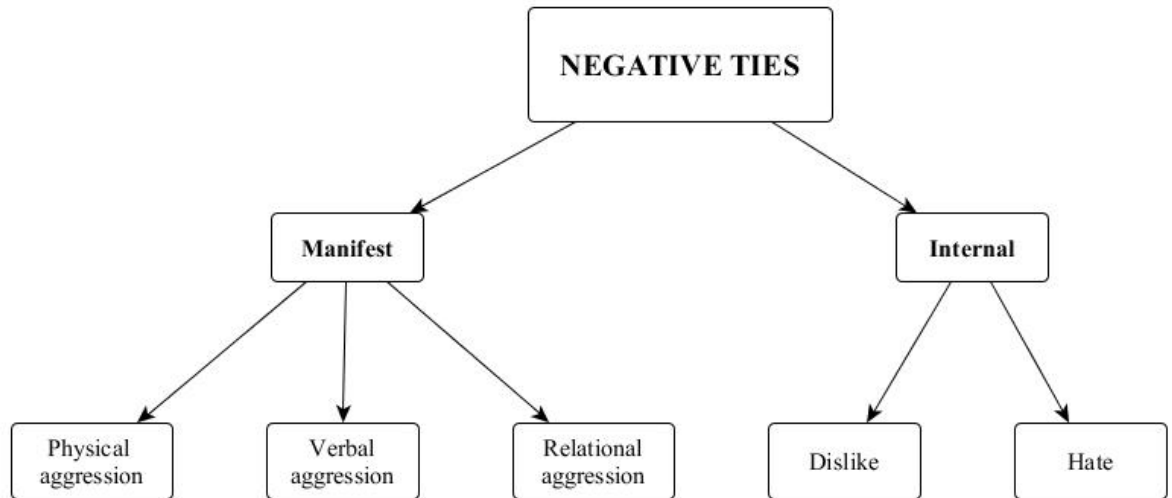 NEGATIVE TIES
Manifest
Internal
Physical
aggression
Verbal
aggression
Relational
aggression
Dislike
Hate